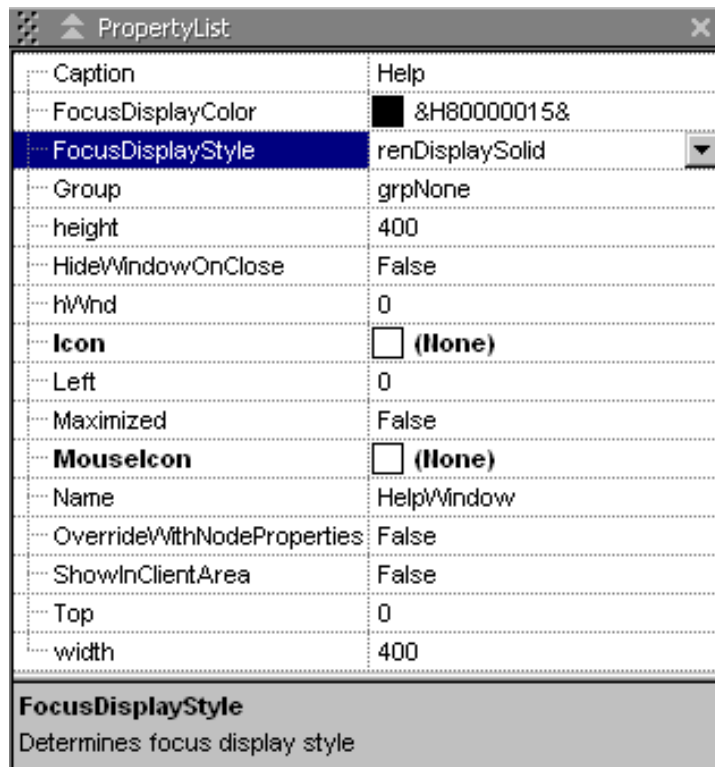 PropertyList
Caption Help
FocusDisplayColor &H80000015&
FocusDisplayStyle renDisplaySolid
Group grpNone
height 400
HideWindowOnClose False
hWnd 0
Icon (None)
Left 0
Maximized False
MouseIcon (None)
Name HelpWindow
OverrideWithNodeProperties False
ShowInClientArea False
Top 0
width 400
FocusDisplayStyle
Determines focus display style